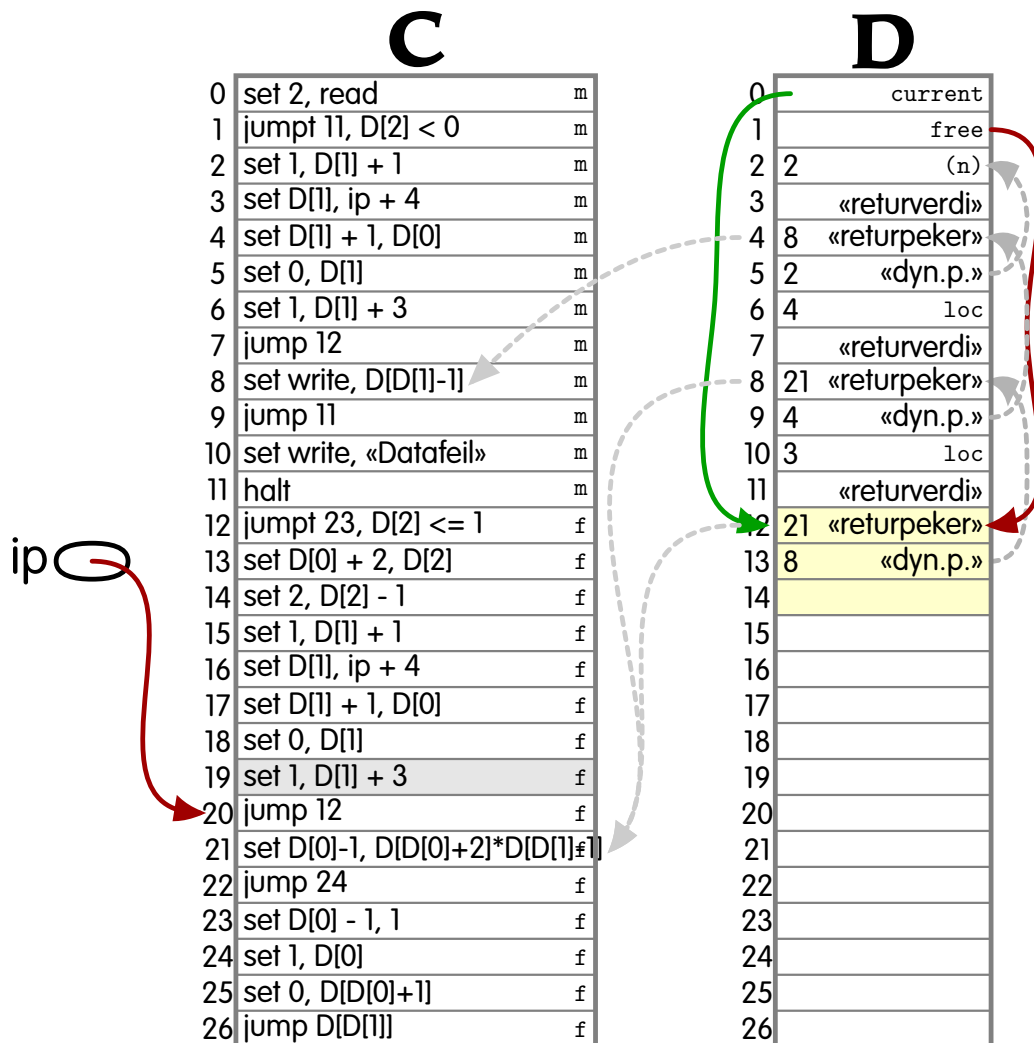 C D
0 set 2, read m 0 current
1 jumpt 11, D[2] < 0 m 1 free
2 set 1, D[1] + 1 m 2 2 (n)
3 set D[1], ip + 4 m 3 «returverdi»
4 set D[1] + 1, D[0] m 4 8 «returpeker»
5 set 0, D[1] m 5 2 «dyn.p.»
6 set 1, D[1] + 3 m 6 4 loc
7 jump 12 m 7 «returverdi»
8 set write, D[D[1]-1] m 8 21 «returpeker»
9 jump 11 m 9 4 «dyn.p.»
10 set write, «Datafeil» m 10 3 loc
11 halt m 11 «returverdi»
12 jumpt 23, D[2] <= 1 f 12 21 «returpeker»
ip 13 set D[0] + 2, D[2] f 13 8 «dyn.p.»
14 set 2, D[2] - 1 f 14
15 set 1, D[1] + 1 f 15
16 set D[1], ip + 4 f 16
17 set D[1] + 1, D[0] f 17
18 set 0, D[1] f 18
19 set 1, D[1] + 3 f 19
20 jump 12 f 20
21 set D[0]-1, D[D[0]+2]*D[D[1]-1] f 21
22 jump 24 f 22
23 set D[0] - 1, 1 f 23
24 set 1, D[0] f 24
25 set 0, D[D[0]+1] f 25
26 jump D[D[1]] f 26